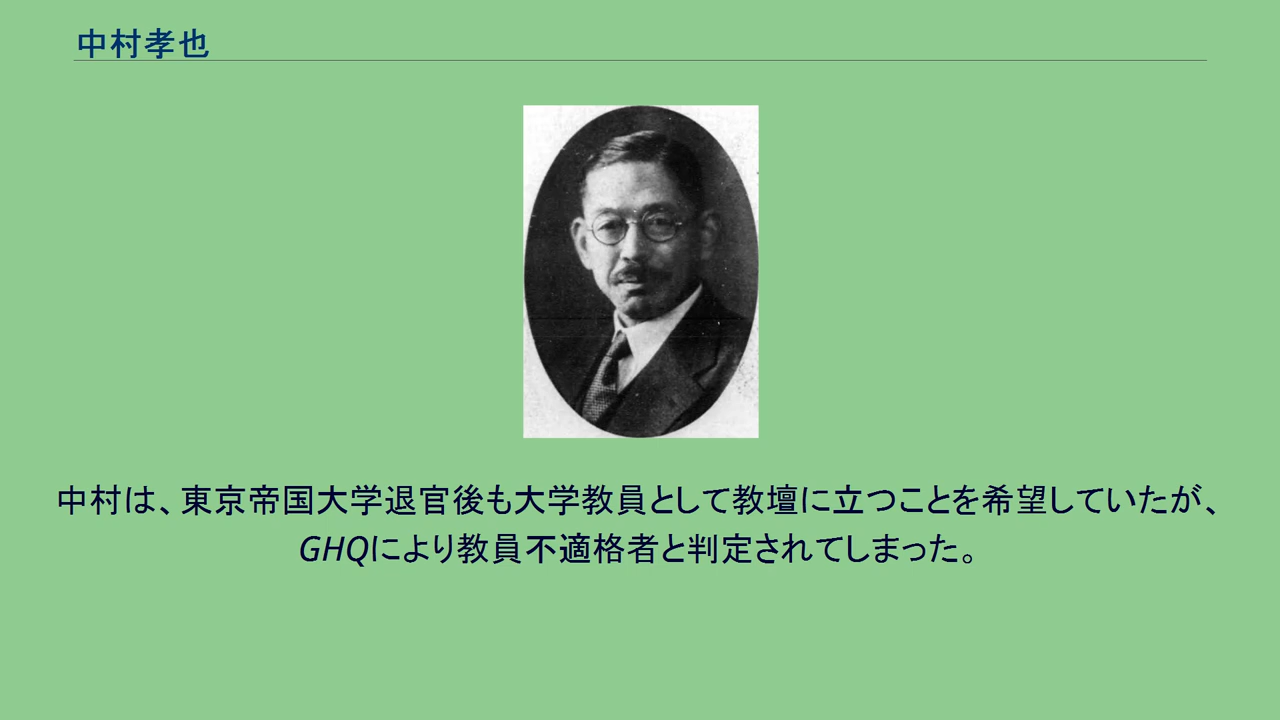 中村孝也
中村は、東京帝国大学退官後も大学教員として教壇に立つことを希望していたが、
GHQにより教員不適格者と判定されてしまった。